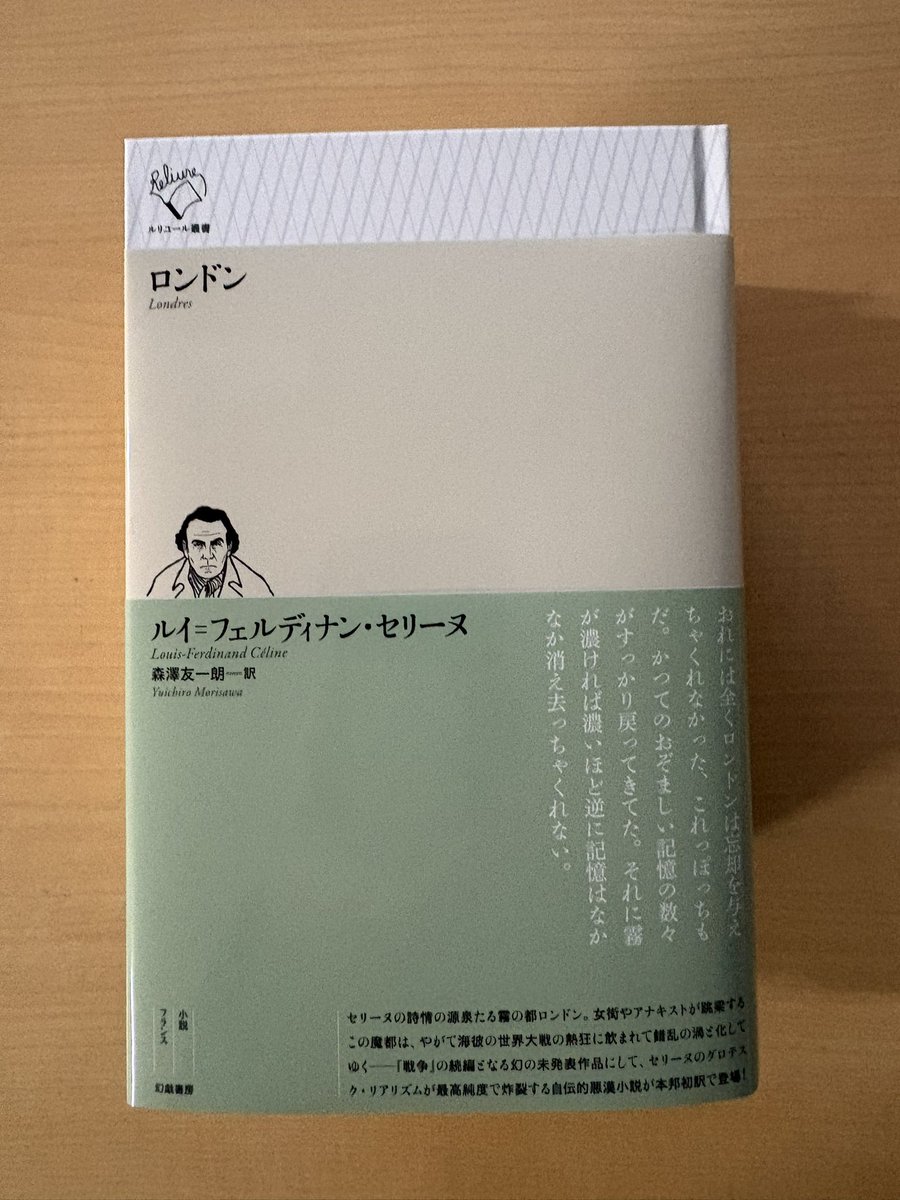 Reliure
ルリユール叢書
ロンドン
Londres
ルイ=フェルディナン・セリーヌ
Louis-Ferdinand Céline
森澤友一朗 訳
Yuichiro Morisawa
おれには全くロンドンは忘却を与え
ちゃくれなかった、これっぽっちも
だ。かつてのおぞましい記憶の数々
がすっかり戻ってきてた。それに霧
が濃ければ濃いほど逆に記憶はなか
なか消え去っちゃくれない。
小説
フランス
幻戯書房
セリーヌの詩情の源泉たる霧の都ロンドン。女衒やアナキストが跳梁する
この魔都は、やがて海彼の世界大戦の熱狂に飲まれて錯乱の渦と化して
ゆく——『戦争』の続編となる幻の未発表作品にして、セリーヌのグロテス
ク・リアリズムが最高純度で炸裂する自伝的悪漢小説が本邦初訳で登場!